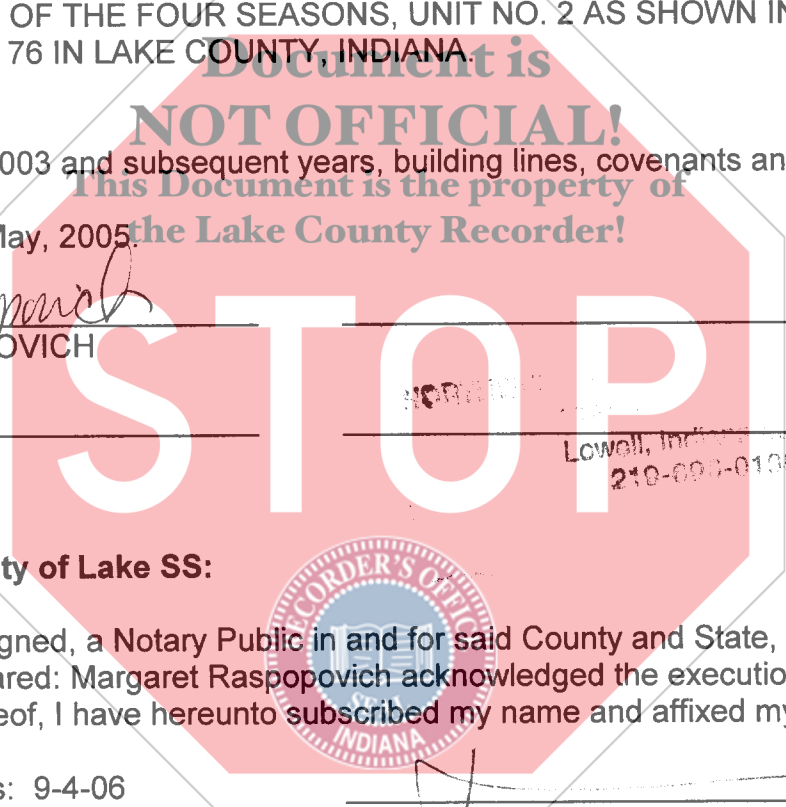 OF THE FOUR SEASONS, UNIT NO. 2 AS SHOWN IN
76 IN LAKE COUNTY, INDIANA.
Document is
NOT OFFICIAL!
003 and subsequent years, building lines, covenants an
This Document is the property of
May, 2005.
the Lake County Recorder!
OVICH
STOP
Lowell, Indiana
ty of Lake SS:
RECORDER'S OFFICE
gned, a Notary Public in and for said County and State,
ared: Margaret Raspopovich acknowledged the executio
eof, I have hereunto subscribed my name and affixed my
SEAL
INDIANA
s: 9-4-06